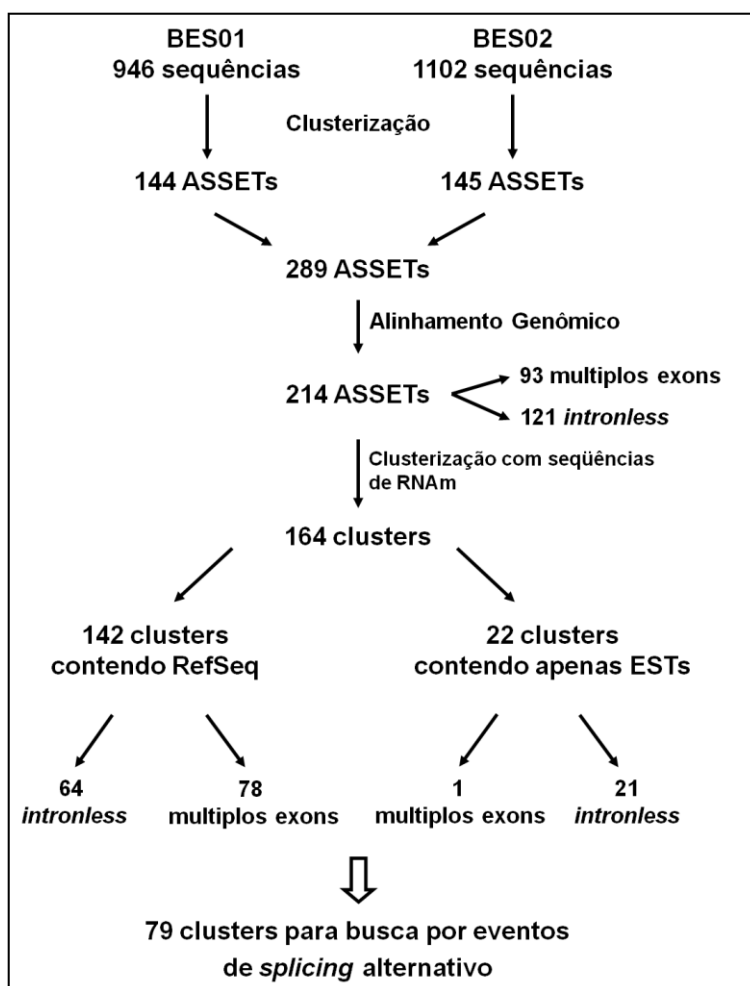 BES01
946 sequências
BES02
1102 sequências
Clusterização
144 ASSETs
145 ASSETs
289 ASSETs
Alinhamento Genômico
214 ASSETs
93 multiplos exons
121 intronless
Clusterização com seqüências
de RNAm
164 clusters
142 clusters
contendo RefSeq
22 clusters
contendo apenas ESTs
64
intronless
78
multiplos exons
1
multiplos exons
21
intronless
79 clusters para busca por eventos
de splicing alternativo